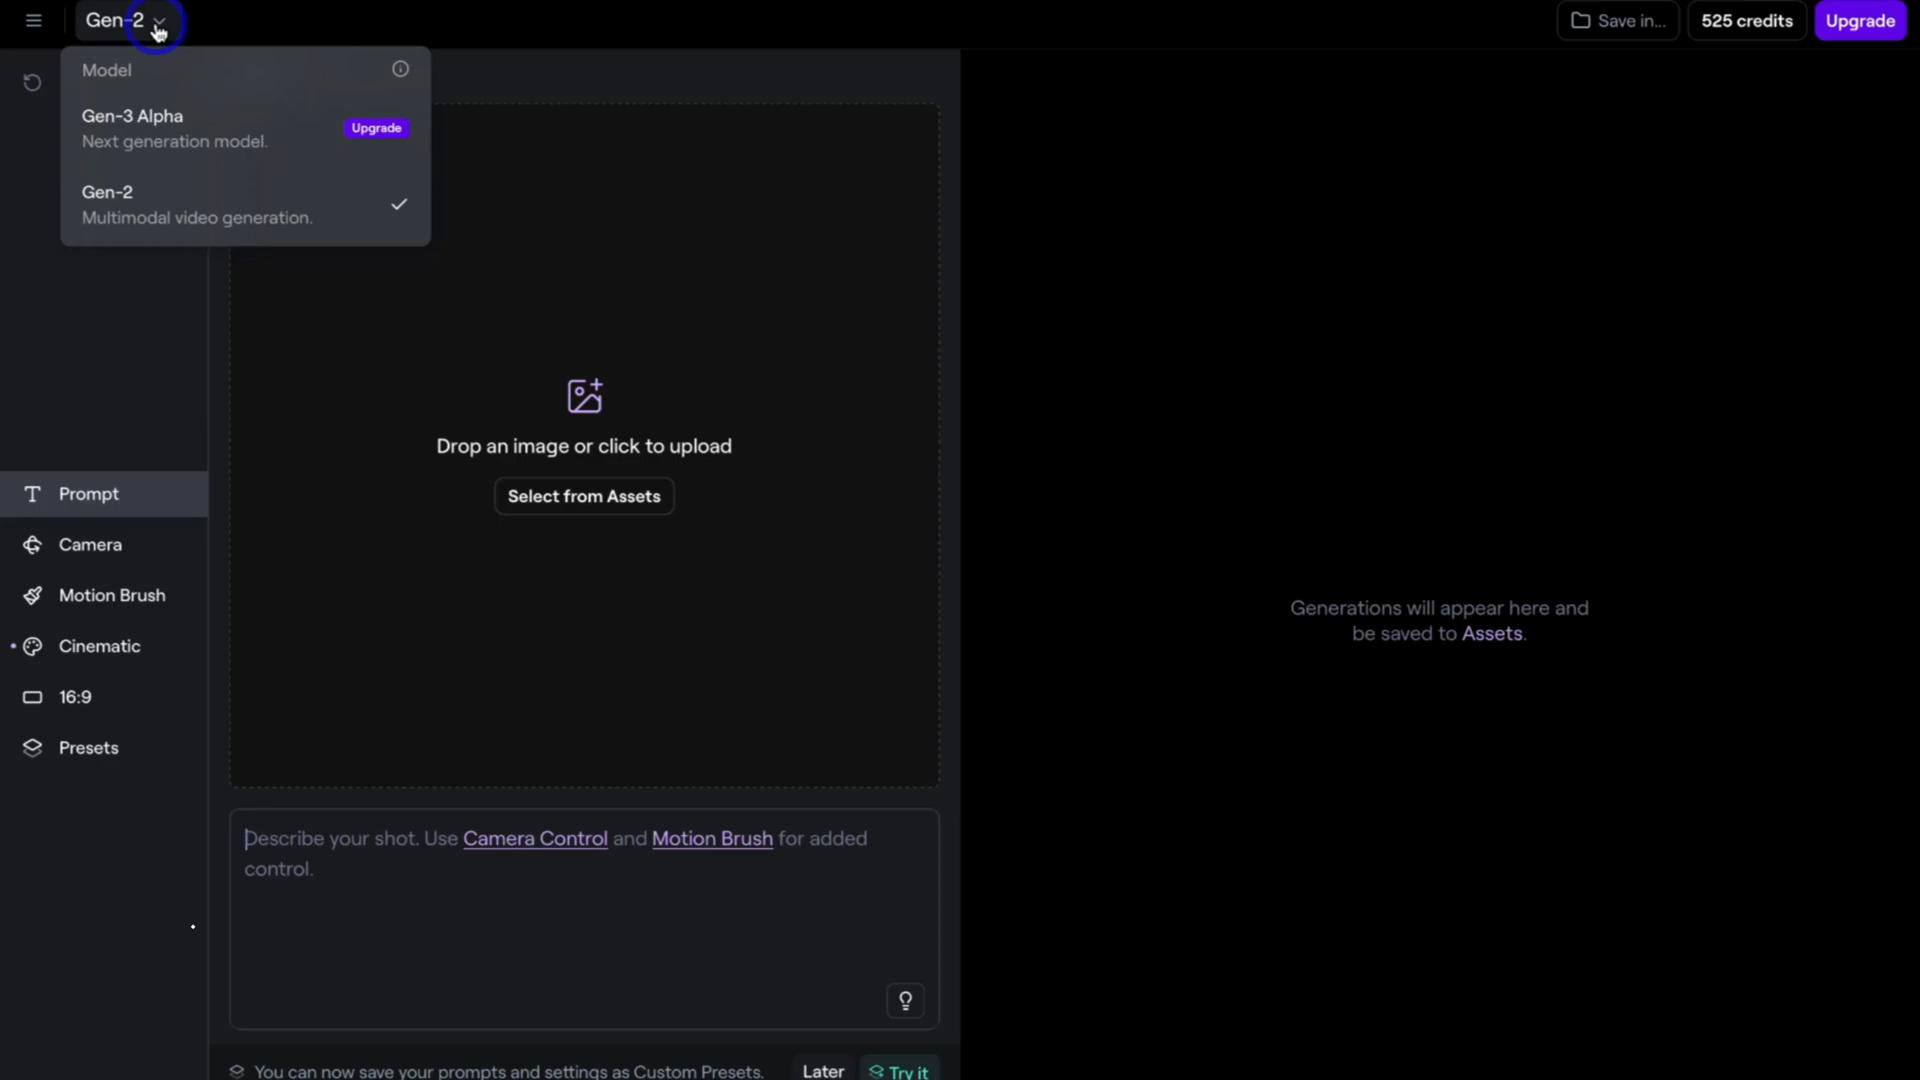 Gen-2
Save in...
525 credits
Upgrade
Model
Gen-3 Alpha
Next generation model.
Upgrade
Gen-2
Multimodal video generation.
Drop an image or click to upload
Select from Assets
Prompt
Camera
Motion Brush
Cinematic
16:9
Presets
Generations will appear here and
be saved to Assets.
Describe your shot. Use Camera Control and Motion Brush for added
control.
You can now save your prompts and settings as Custom Presets.
Later
Try it